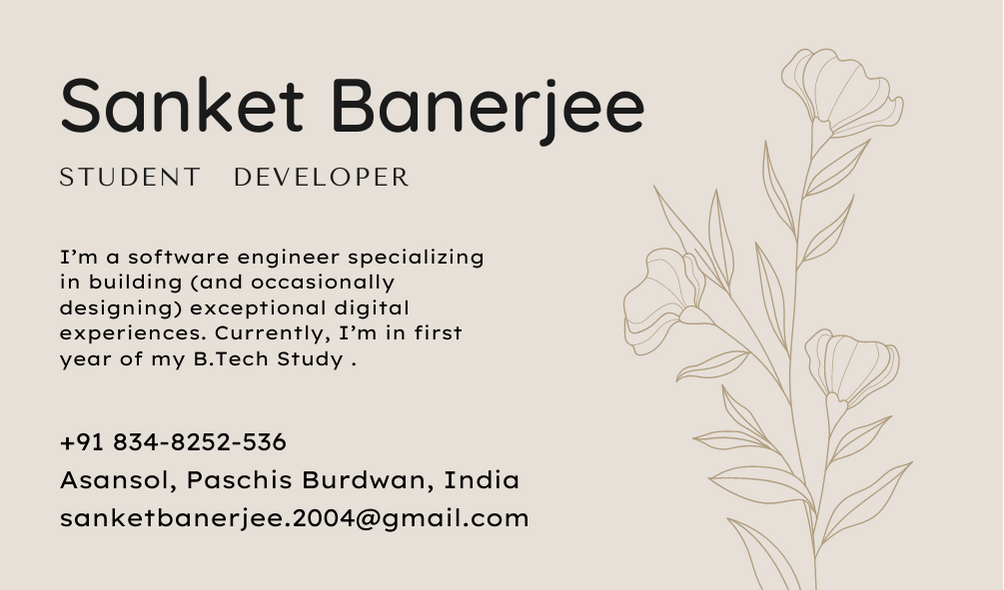 Sanket Banerjee
STUDENT DEVELOPER
I’m a software engineer specializing
in building (and occasionally
designing) exceptional digital
experiences. Currently, I’m in first
year of my B.Tech Study .
+91 834-8252-536
Asansol, Paschis Burdwan, India
sanketbanerjee.2004@gmail.com